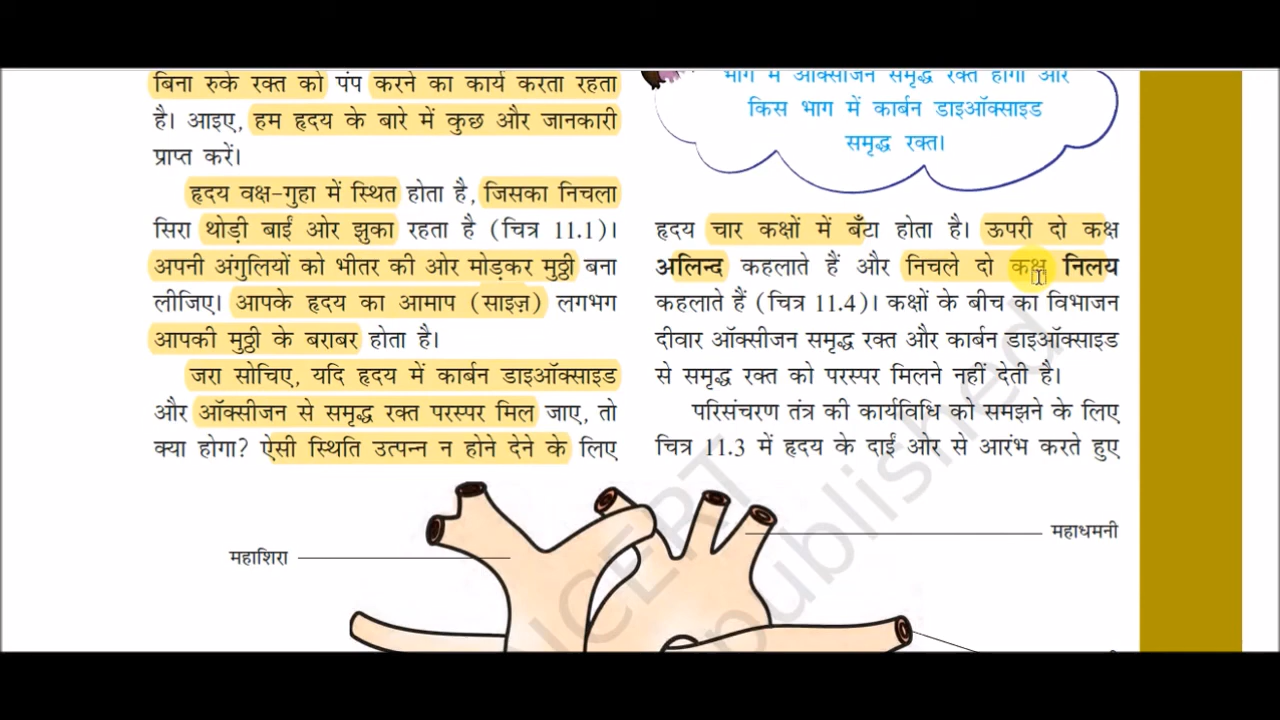 बिना रुके रक्त को पंप करने का कार्य करता रहता
है। आइए, हम हृदय के बारे में कुछ और जानकारी
प्राप्त करें।
हृदय वक्ष-गुहा में स्थित होता है, जिसका निचला
सिरा थोड़ी बाईं ओर झुका रहता है (चित्र 11.1)।
अपनी अंगुलियों को भीतर की ओर मोड़कर मुठ्ठी बना
लीजिए। आपके हृदय का आमाप (साइज़) लगभग
आपकी मुठ्ठी के बराबर होता है।
जरा सोचिए, यदि हृदय में कार्बन डाइऑक्साइड
और ऑक्सीजन से समृद्ध रक्त परस्पर मिल जाए, तो
क्या होगा? ऐसी स्थिति उत्पन्न न होने देने के लिए
भाग में ऑक्सीजन समृद्ध रक्त होगा और
किस भाग में कार्बन डाइऑक्साइड
समृद्ध रक्त।
हृदय चार कक्षों में बँटा होता है। ऊपरी दो कक्ष
अलिन्द कहलाते हैं और निचले दो कक्ष निलय
कहलाते हैं (चित्र 11.4)। कक्षों के बीच का विभाजन
दीवार ऑक्सीजन समृद्ध रक्त और कार्बन डाइऑक्साइड
से समृद्ध रक्त को परस्पर मिलने नहीं देती है।
परिसंचरण तंत्र की कार्यविधि को समझने के लिए
चित्र 11.3 में हृदय के दाईं ओर से आरंभ करते हुए
महाशिरा
महाधमनी
NCERT
published